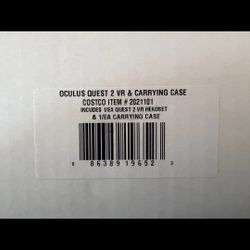 OCULUS QUEST 2 VR & CARRYING CASE
COSTCO ITEM # 2021101
INCLUDES 1/EA QUEST 2 VR HEADSET
& 1/EA CARRYING CASE
8 86389 19652 3